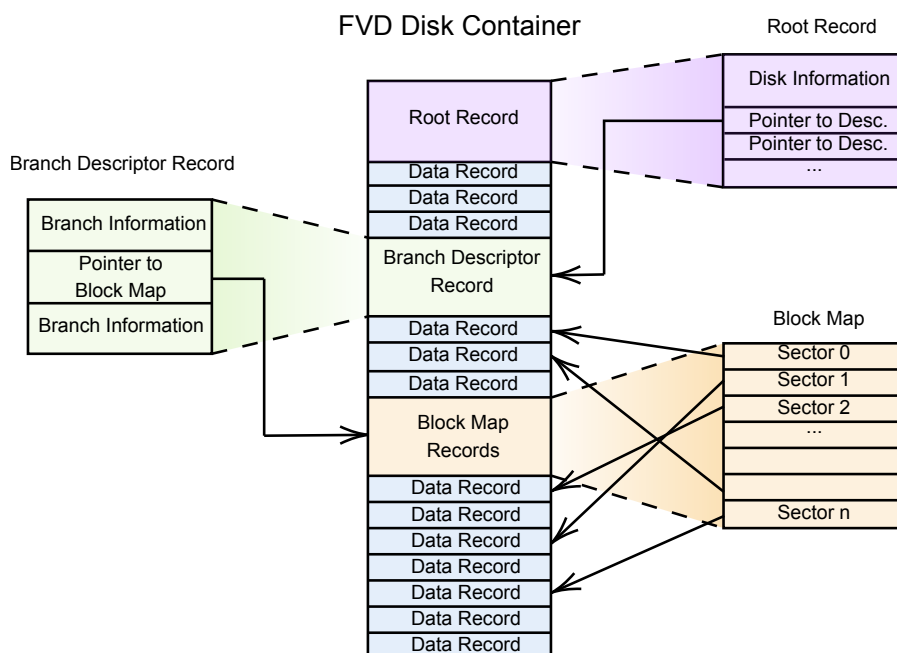 FVD Disk Container
Root Record
Disk Information
Pointer to Desc.
Pointer to Desc.
...
Branch Descriptor Record
Branch Information
Pointer to
Block Map
Branch Information
Root Record
Data Record
Data Record
Data Record
Branch Descriptor
Record
Data Record
Data Record
Data Record
Block Map
Records
Data Record
Data Record
Data Record
Data Record
Data Record
Data Record
Data Record
Block Map
Sector 0
Sector 1
Sector 2
...
Sector n